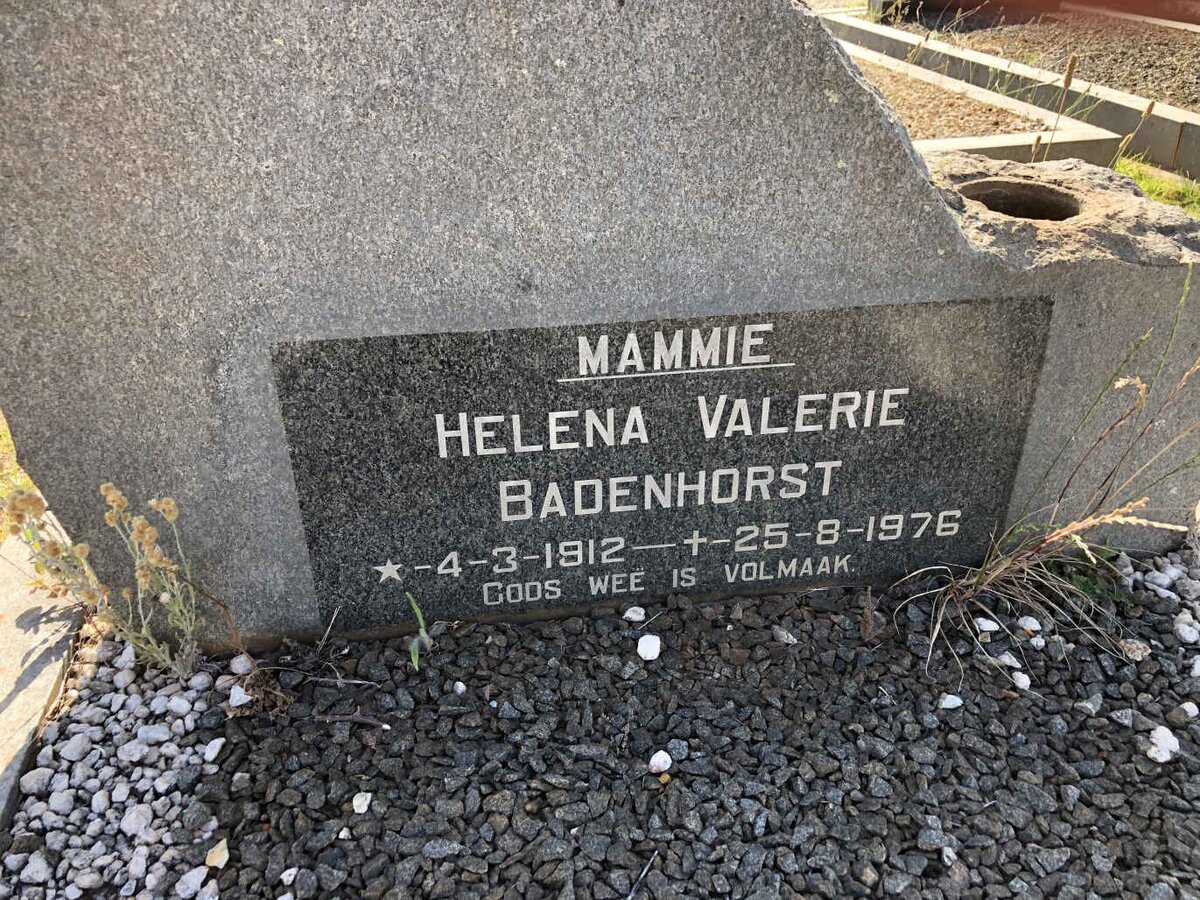 MAMMIE
HELENA VALERIE
BADENHORST
★-4-3-1912—✝-25-8-1976
GODS WEË IS VOLMAAK.